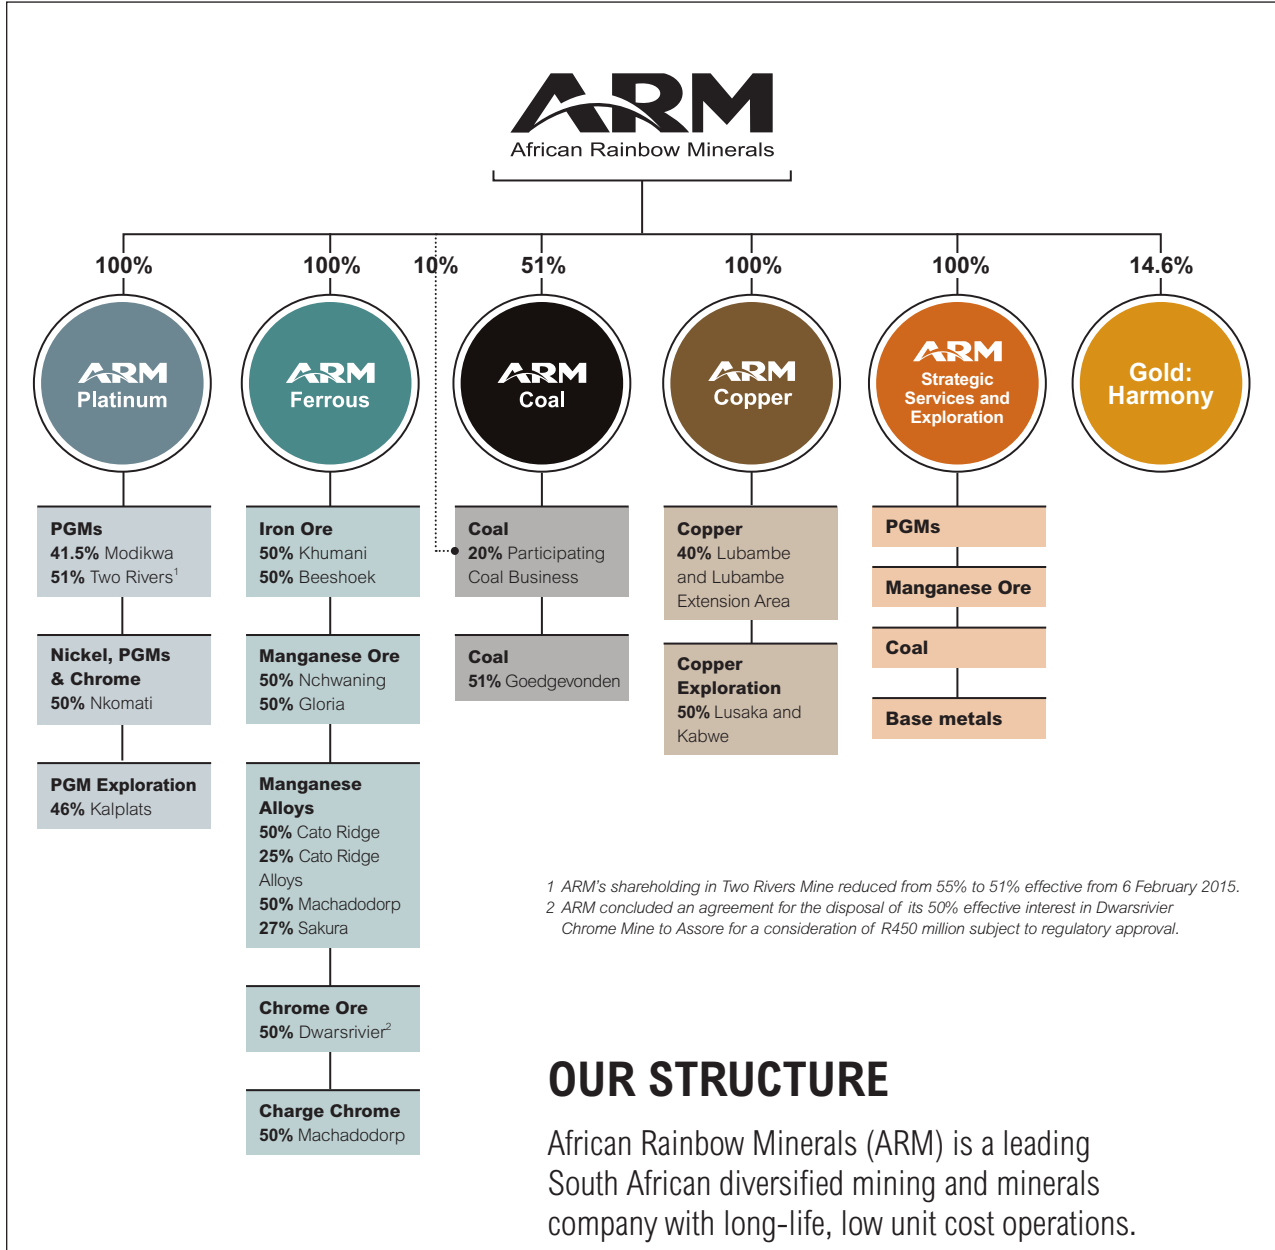 ARM
African Rainbow Minerals
100%
100%
10%
51%
100%
100%
14.6%
ARM
Platinum
ARM
Ferrous
ARM
Coal
ARM
Copper
ARM
Strategic
Services and
Exploration
Gold:
Harmony
PGMs
41.5% Modikwa
51% Two Rivers1
Nickel, PGMs
& Chrome
50% Nkomati
PGM Exploration
46% Kalplats
Iron Ore
50% Khumani
50% Beeshoek
Manganese Ore
50% Nchwaning
50% Gloria
Manganese
Alloys
50% Cato Ridge
25% Cato Ridge
Alloys
50% Machadodorp
27% Sakura
Chrome Ore
50% Dwarsrivier2
Charge Chrome
50% Machadodorp
Coal
20% Participating
Coal Business
Coal
51% Goedgevonden
Copper
40% Lubambe
and Lubambe
Extension Area
Copper
Exploration
50% Lusaka and
Kabwe
PGMs
Manganese Ore
Coal
Base metals
1 ARM's shareholding in Two Rivers Mine reduced from 55% to 51% effective from 6 February 2015.
2 ARM concluded an agreement for the disposal of its 50% effective interest in Dwarsrivier
Chrome Mine to Assore for a consideration of R450 million subject to regulatory approval.
OUR STRUCTURE
African Rainbow Minerals (ARM) is a leading
South African diversified mining and minerals
company with long-life, low unit cost operations.